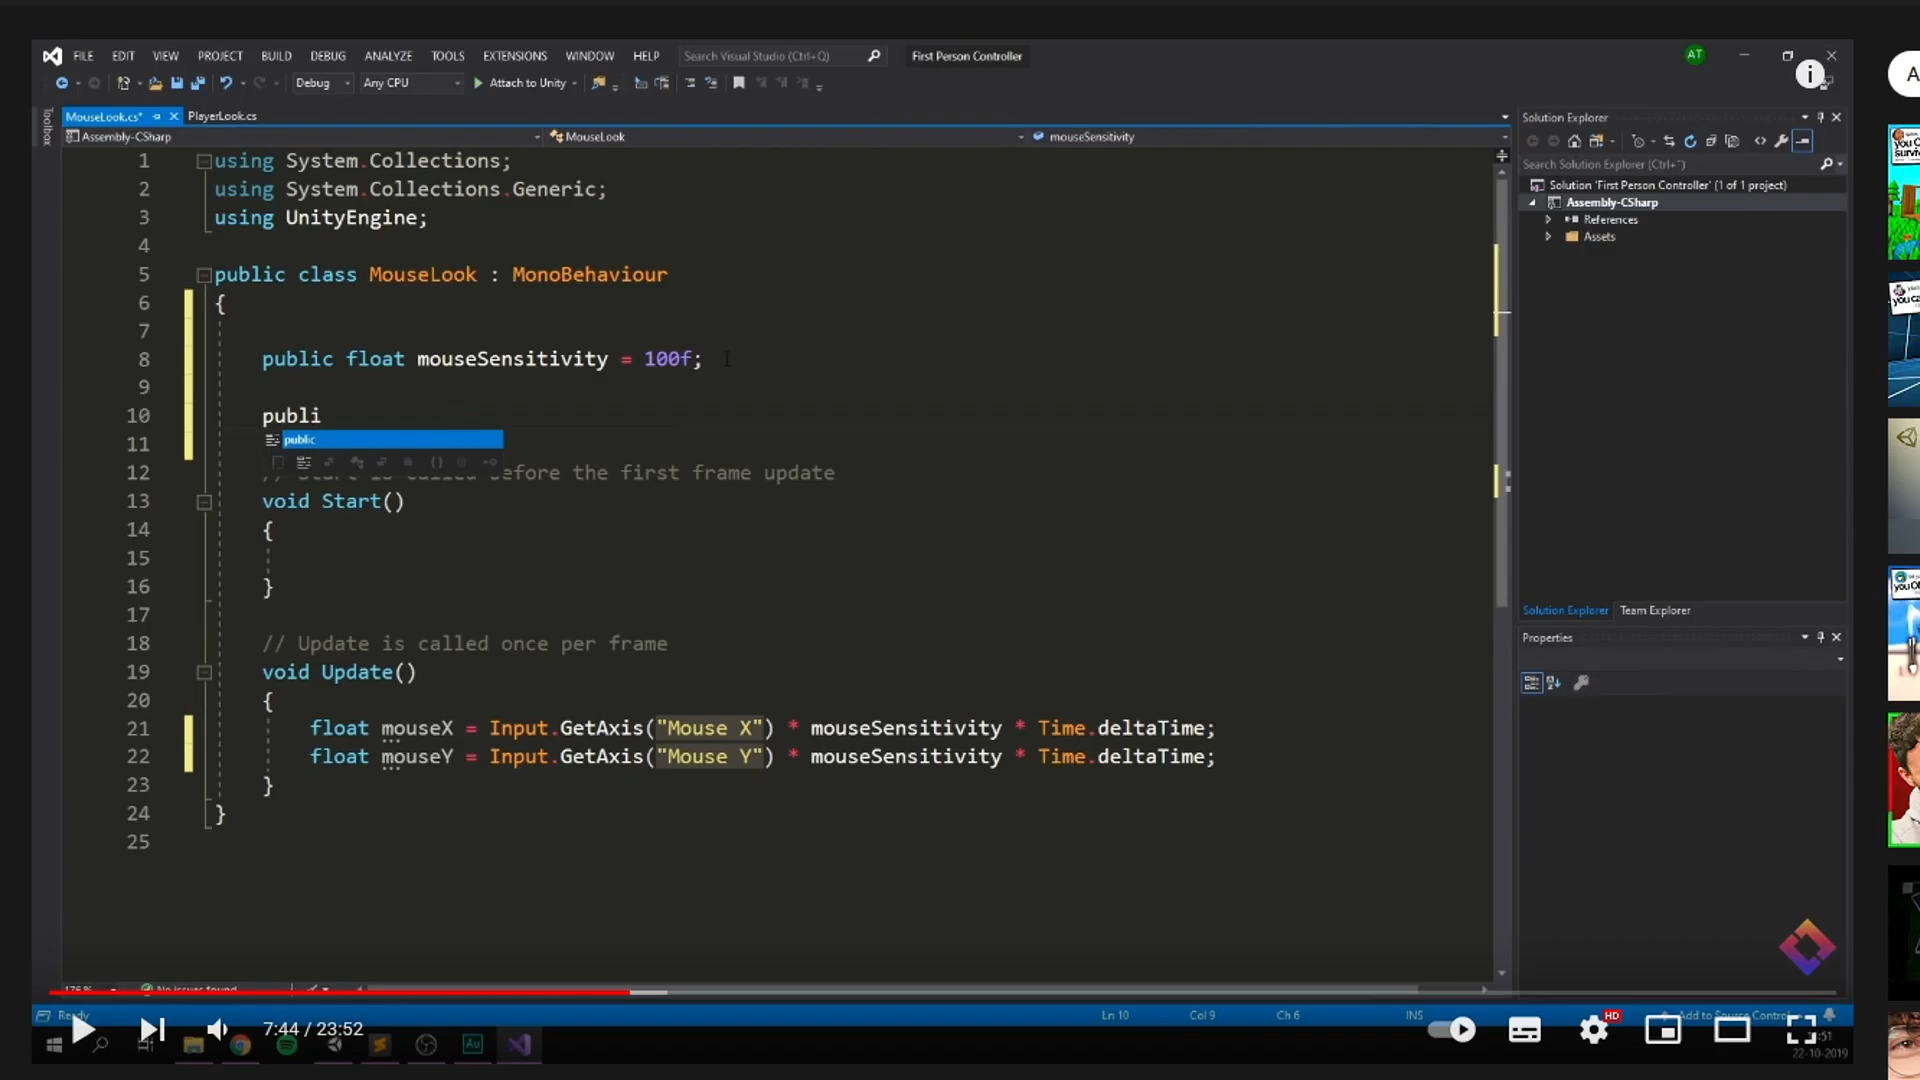 FILE EDIT VIEW PROJECT BUILD DEBUG ANALYZE TOOLS EXTENSIONS WINDOW HELP Search Visual Studio (Ctrl+Q) First Person Controller AT
Debug Any CPU Attach to Unity
MouseLook.cs* PlayerLook.cs
Assembly-CSharp MouseLook mouseSensitivity
Toolbox
1 using System.Collections;
2 using System.Collections.Generic;
3 using UnityEngine;
4
5 public class MouseLook : MonoBehaviour
6 {
7
8 public float mouseSensitivity = 100f;
9
10 publi
public
11
12 // Start is called before the first frame update
13 void Start()
14 {
15
16 }
17
18 // Update is called once per frame
19 void Update()
20 {
21 float mouseX = Input.GetAxis("Mouse X") * mouseSensitivity * Time.deltaTime;
22 float mouseY = Input.GetAxis("Mouse Y") * mouseSensitivity * Time.deltaTime;
23 }
24 }
25
Solution Explorer
Search Solution Explorer (Ctrl+¨)
Solution 'First Person Controller' (1 of 1 project)
Assembly-CSharp
References
Assets
Solution Explorer Team Explorer
Properties
176 % No issues found
Ready Ln 10 Col 9 Ch 6 INS Add to Source Control
7:44 / 23:52 HD
Au
22-10-2019